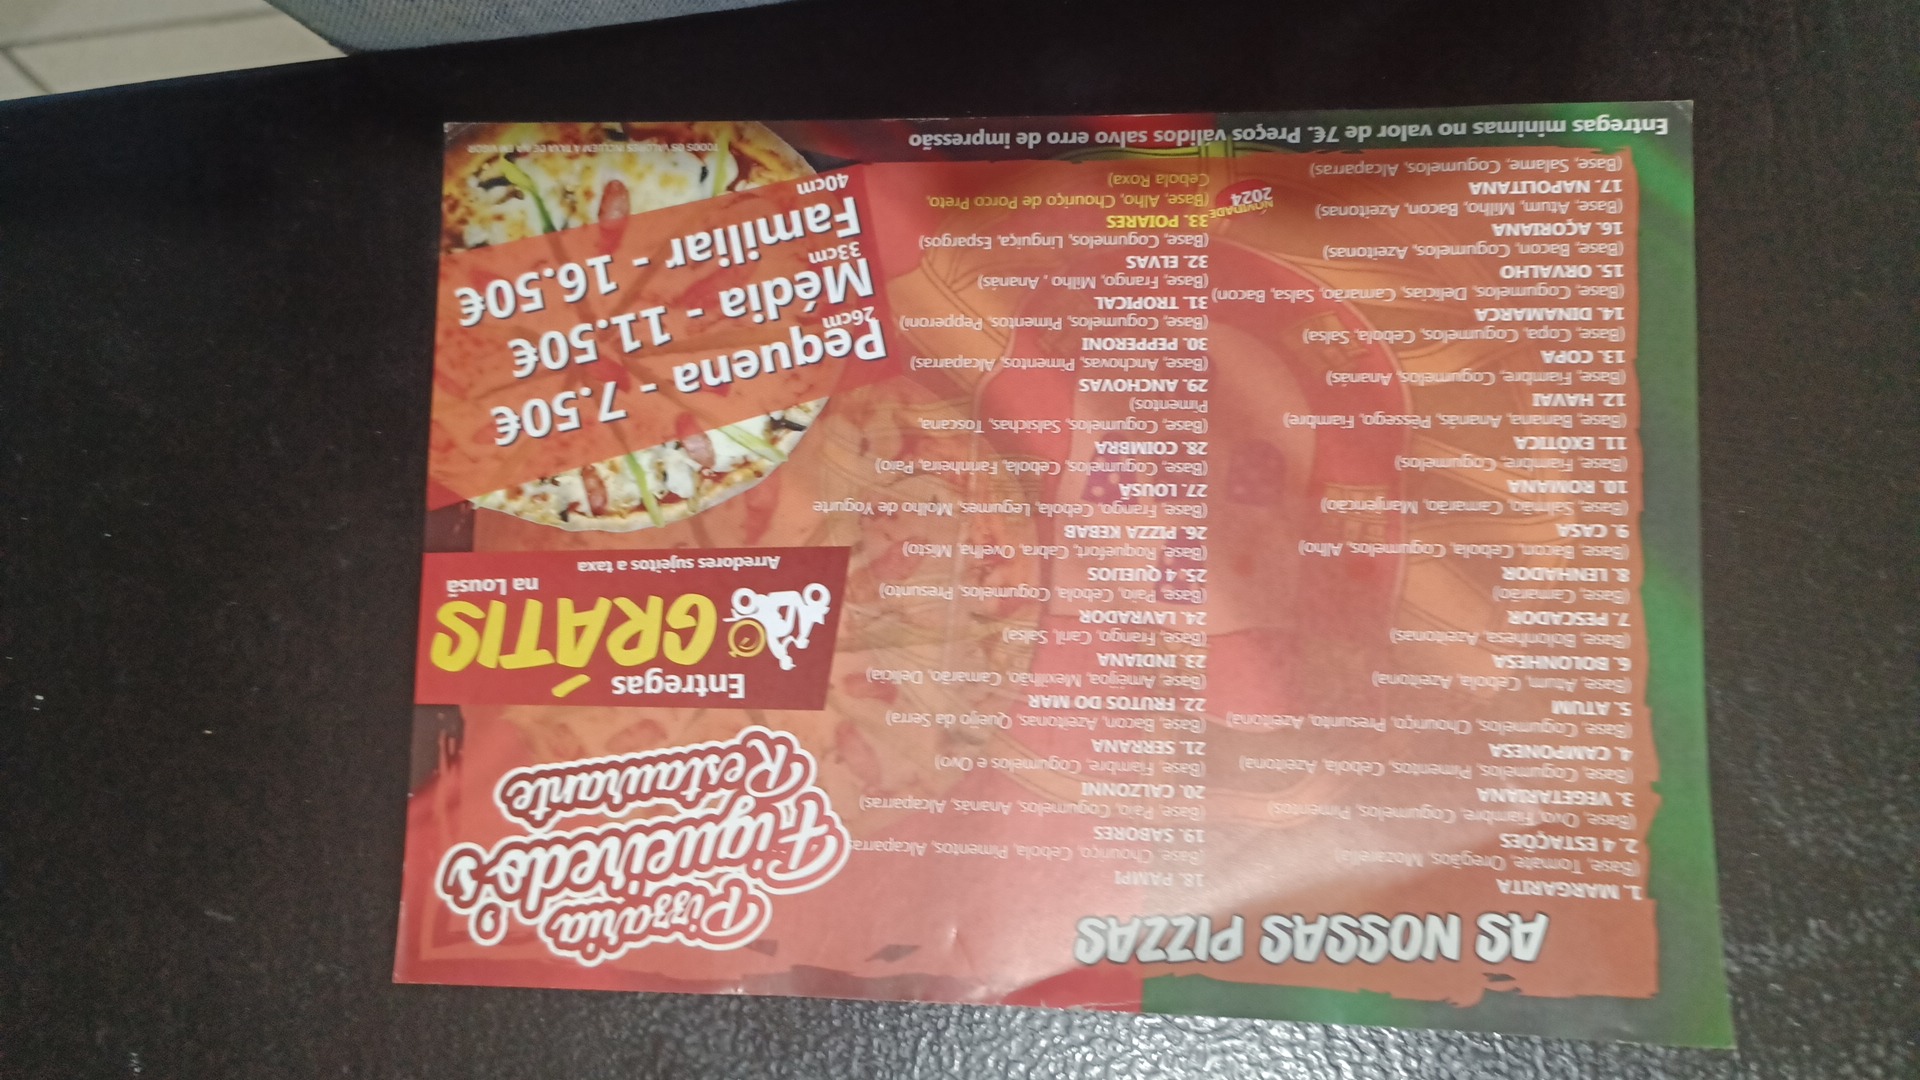 AS NOSSAS PIZZAS
1. MARGARITA
(Base, Tomate, Oregãos, Mozarella)
2. 4 ESTAÇÕES
(Base, Ovo, Fiambre, Cogumelos, Pimentos)
3. VEGETARIANA
(Base, Cogumelos, Pimentos, Cebola, Azeitona)
4. CAMPONESA
(Base, Cogumelos, Chouriço, Presunto, Azeitona)
5. ATUM
(Base, Atum, Cebola, Azeitona)
6. BOLONHESA
(Base, Bolonhesa, Azeitonas)
7. PESCADOR
(Base, Camarão)
8. LENHADOR
(Base, Bacon, Cebola, Cogumelos, Alho)
9. CASA
(Base, Salmão, Camarão, Manjericão)
10. ROMANA
(Base, Fiambre, Cogumelos)
11. EXÓTICA
(Base, Banana, Ananás, Pêssego, Fiambre)
12. HAVAI
(Base, Fiambre, Cogumelos, Ananás)
13. COPA
(Base, Copa, Cogumelos, Cebola, Salsa)
14. DINAMARCA
(Base, Cogumelos, Delícias, Camarão, Salsa, Bacon)
15. ORVALHO
(Base, Bacon, Cogumelos, Azeitonas)
16. AÇORIANA
(Base, Atum, Milho, Bacon, Azeitonas)
17. NAPOLITANA
(Base, Salame, Cogumelos, Alcaparras)
18. PAMPI
(Base, Chouriço, Cebola, Pimentos, Alcaparras)
19. SABORES
(Base, Paio, Cogumelos, Ananás, Alcaparras)
20. CALZONNI
(Base, Fiambre, Cogumelos e Ovo)
21. SERRANA
(Base, Bacon, Azeitonas, Queijo da Serra)
22. FRUTOS DO MAR
(Base, Amêijoa, Mexilhão, Camarão, Delícia)
23. INDIANA
(Base, Frango, Caril, Salsa)
24. LAVRADOR
(Base, Paio, Cebola, Cogumelos, Presunto)
25. 4 QUEIJOS
(Base, Roquefort, Cabra, Ovelha, Misto)
26. PIZZA KEBAB
(Base, Frango, Cebola, Legumes, Molho de Yogurte
27. LOUSÃ
(Base, Cogumelos, Cebola, Farinheira, Paio)
28. COIMBRA
(Base, Cogumelos, Salsichas, Toscana,
Pimentos)
29. ANCHOVAS
(Base, Anchovas, Pimentos, Alcaparras)
30. PEPPERONI
(Base, Cogumelos, Pimentos, Pepperoni)
31. TROPICAL
(Base, Frango, Milho , Ananás)
32. ELVAS
(Base, Cogumelos, Linguiça, Espargos)
33. POIARES
NOVIDADE
2024
(Base, Alho, Chouriço de Porco Preto,
Cebola Roxa)
Entregas minimas no valor de 7€. Preços válidos salvo erro de impressão
Pizzaria
Figueiredo's
Restaurante
Entregas
GRÁTIS
na Lousã
Arredores sujeitos a taxa
Pequena - 7.50€
26cm
Média - 11.50€
33cm
Familiar - 16.50€
40cm
TODOS OS VALORES INCLUEM A TAXA DE IVA EM VIGOR